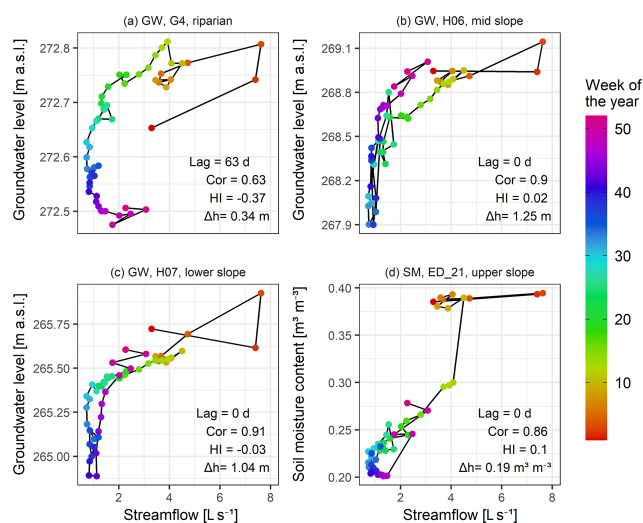 (a) GW, G4, riparian
(b) GW, H06, mid slope
Groundwater level [m a.s.l.]
272.8
272.7
272.6
272.5
Lag = 63 d
Cor = 0.63
HI = -0.37
Δh= 0.34 m
Groundwater level [m a.s.l.]
269.1
268.8
268.5
268.2
267.9
Lag = 0 d
Cor = 0.9
HI = 0.02
Δh= 1.25 m
Week of
the year
50
40
30
20
10
(c) GW, H07, lower slope
(d) SM, ED_21, upper slope
Groundwater level [m a.s.l.]
265.75
265.50
265.25
265.00
Lag = 0 d
Cor = 0.91
HI = -0.03
Δh= 1.04 m
2 4 6 8
Streamflow [L s⁻¹]
Soil moisture content [m³ m⁻³]
0.40
0.35
0.30
0.25
0.20
Lag = 0 d
Cor = 0.86
HI = 0.1
Δh= 0.19 m³ m⁻³
2 4 6 8
Streamflow [L s⁻¹]